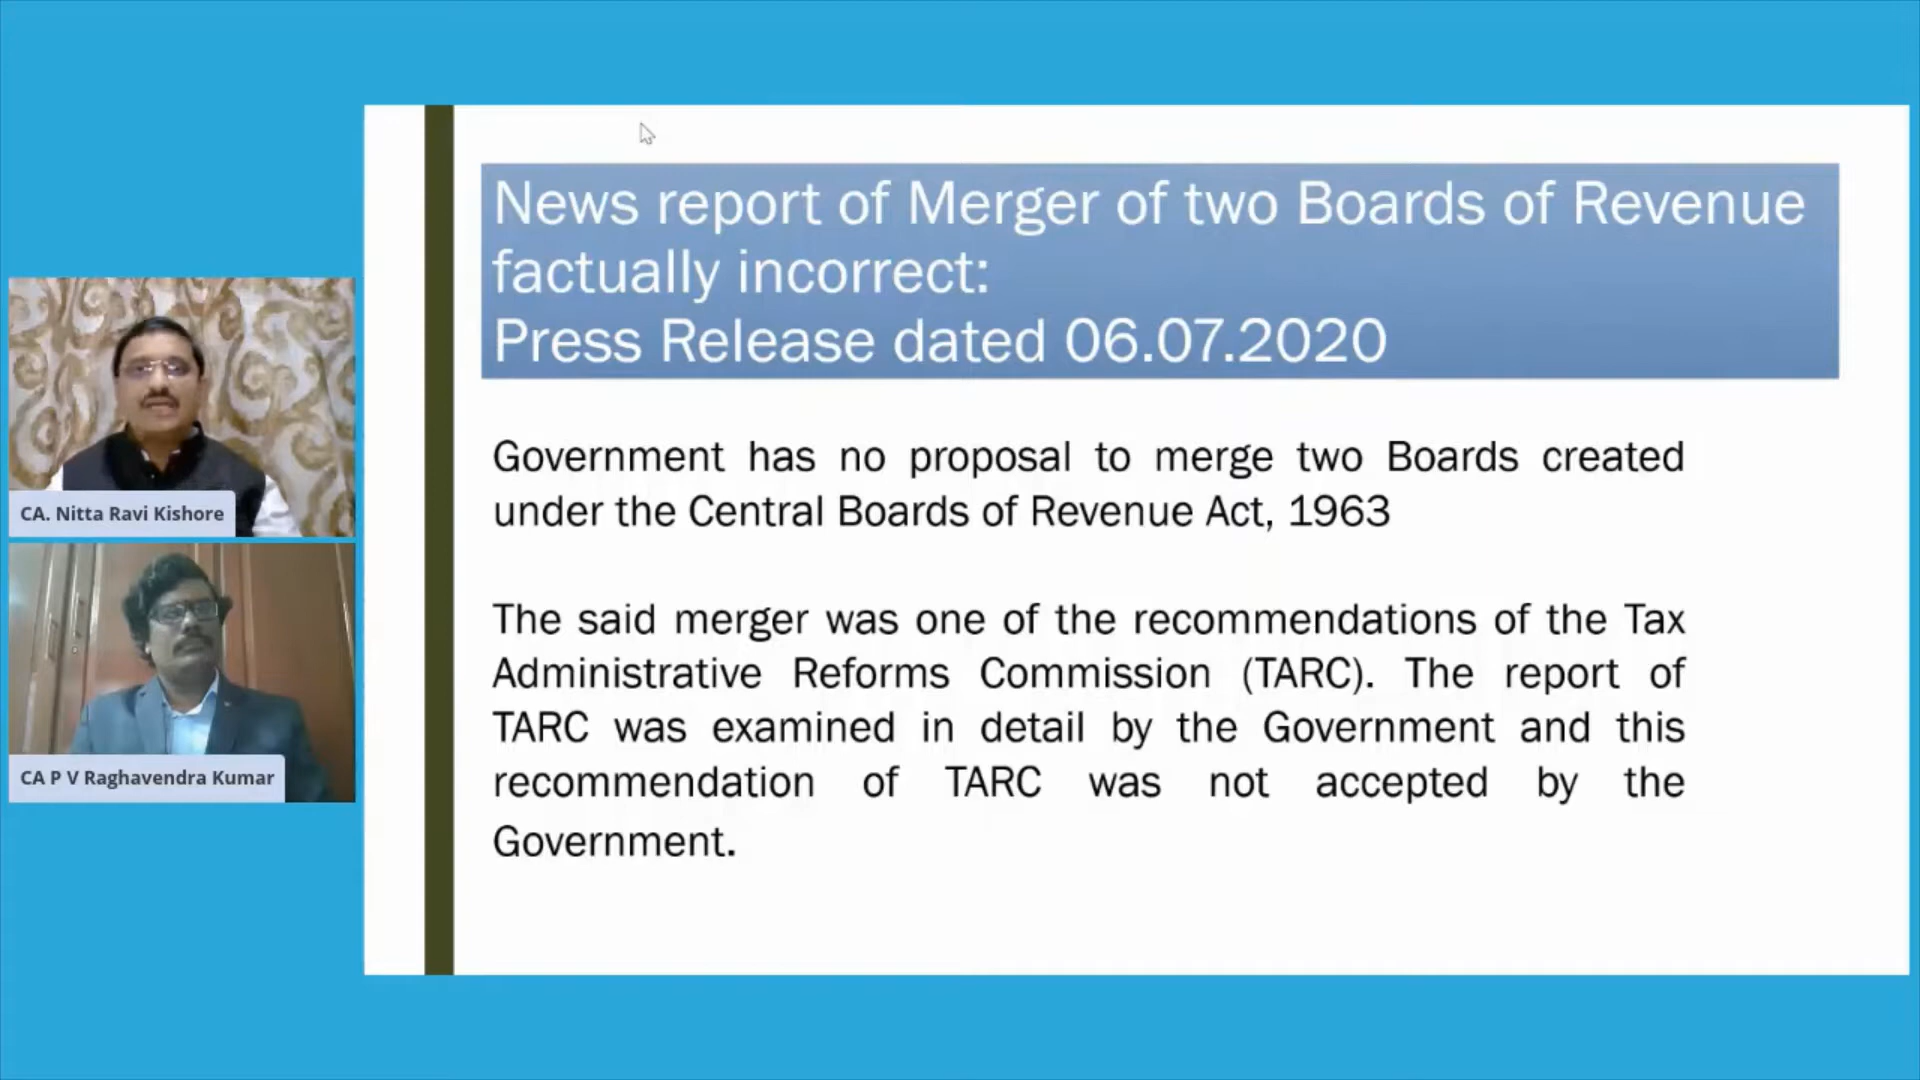 News report of Merger of two Boards of Revenue
factually incorrect:
Press Release dated 06.07.2020
Government has no proposal to merge two Boards created
under the Central Boards of Revenue Act, 1963
The said merger was one of the recommendations of the Tax
Administrative Reforms Commission (TARC). The report of
TARC was examined in detail by the Government and this
recommendation of TARC was not accepted by the
Government.
CA. Nitta Ravi Kishore
CA P V Raghavendra Kumar